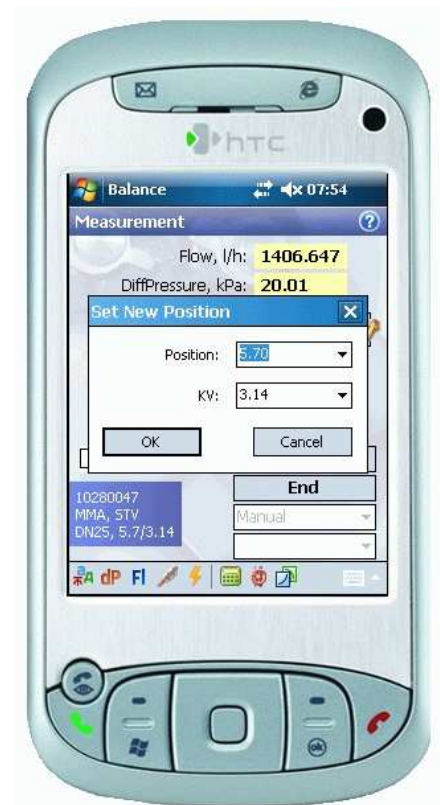 htc
Balance 07:54
Measurement
Flow, l/h: 1406.647
DiffPressure, kPa: 20.01
Set New Position
Position: 5.70
KV: 3.14
OK Cancel
End
10280047
MMA, STV
DN25, 5.7/3.14
Manual
dP Fl
ok